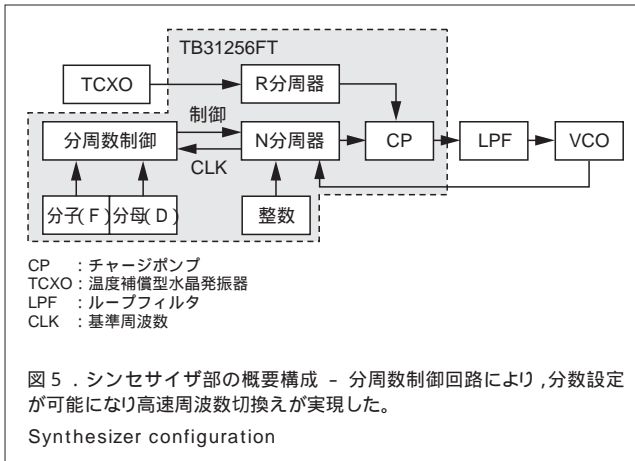 TB31256FT
TCXO
R分周器
制御
分周数制御
N分周器
CP
LPF
VCO
CLK
分子(F)
分母(D)
整数
CP :チャージポンプ
TCXO:温度補償型水晶発振器
LPF :ループフィルタ
CLK :基準周波数
図5.シンセサイザ部の概要構成 - 分周数制御回路により,分数設定
が可能になり高速周波数切換えが実現した。
Synthesizer configuration